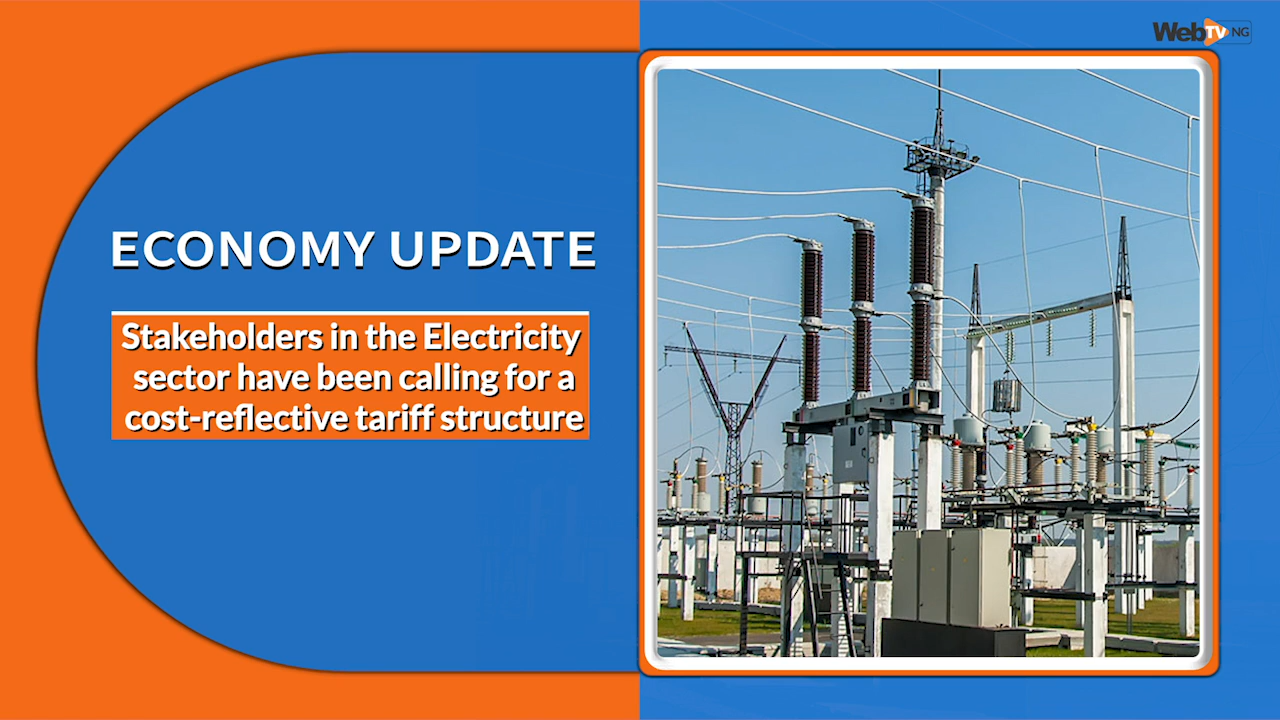 WebTV NG
ECONOMY UPDATE
Stakeholders in the Electricity
sector have been calling for a
cost-reflective tariff structure